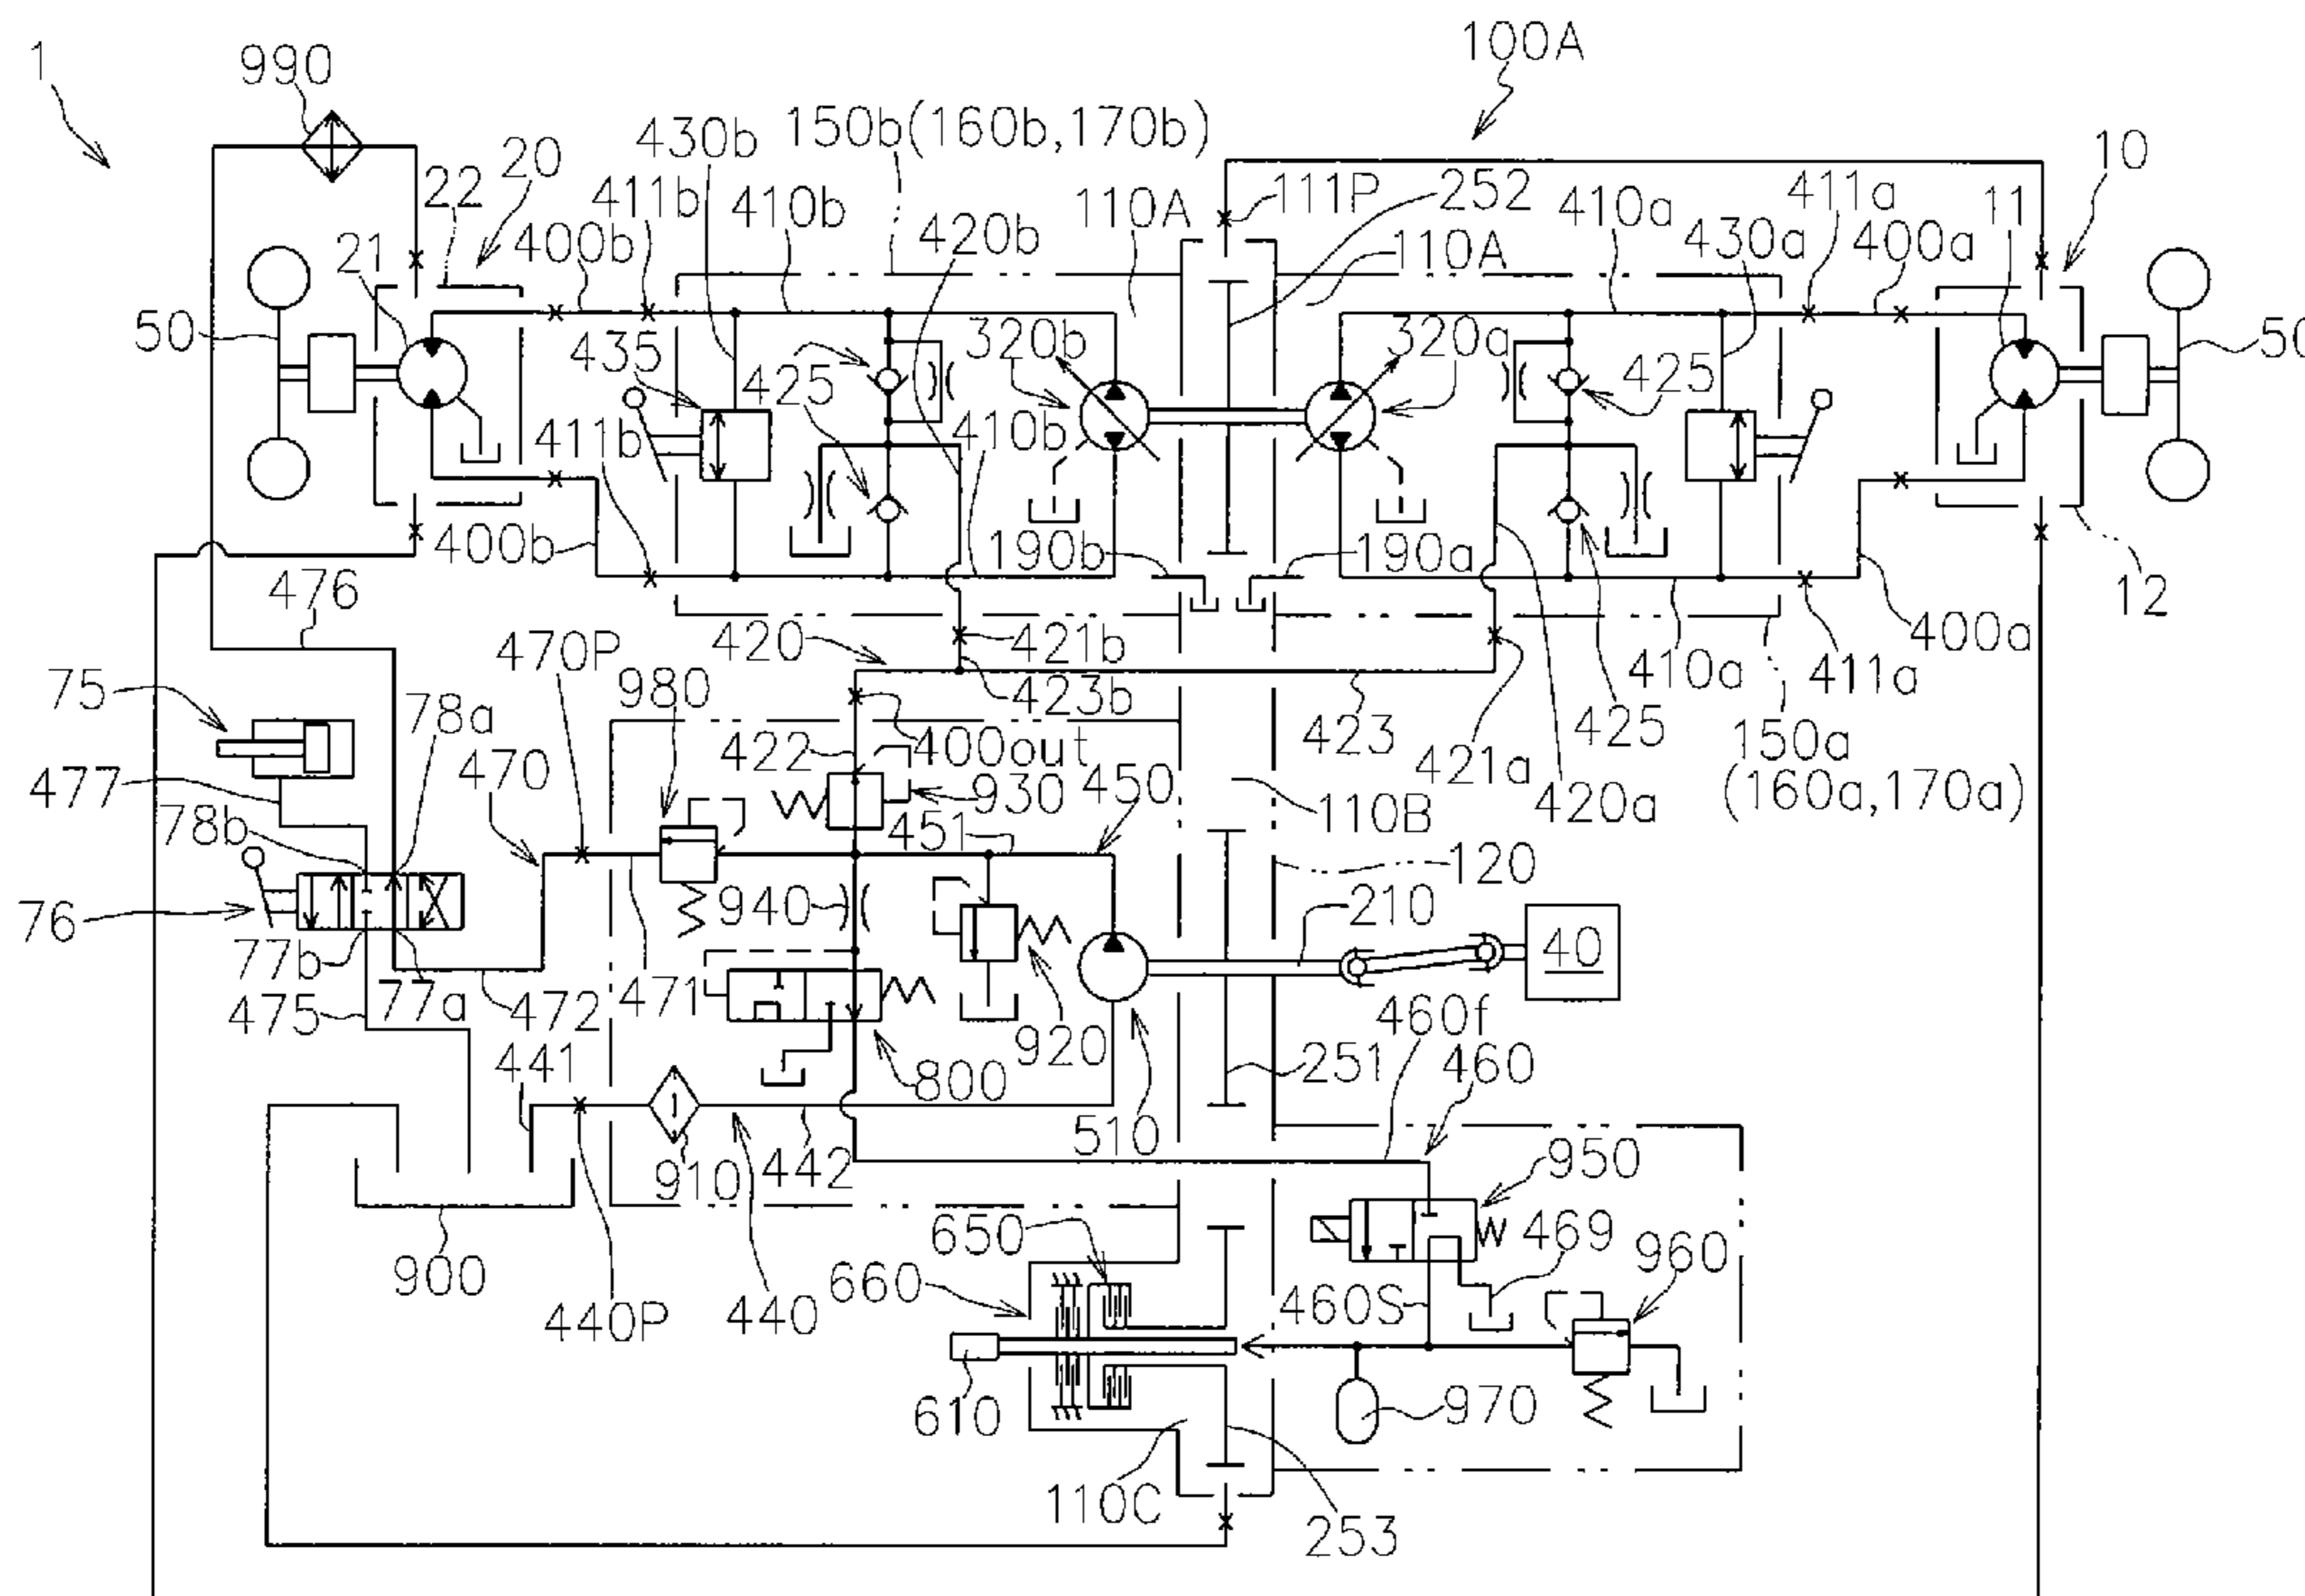 1
990
100A
150b(160b,170b)
430b
20
22
411b
410b
420b
110A
111P
252
410a
411a
10
11
400b
21
110A
430a
400a
50
435
425
320b
320a
425
50
411b
410b
400b
190b
190a
12
476
470P
420
421b
400a
75
980
423b
410a
411a
78a
425
470
422
400out
423
421a
150a
477
930
450
420a
(160a,170a)
78b
451
110B
120
76
940
210
40
77b
77a
471
475
472
920
460f
441
800
251
460
510
910
442
950
650
469
960
900
660
440P
440
460S
610
970
110C
253